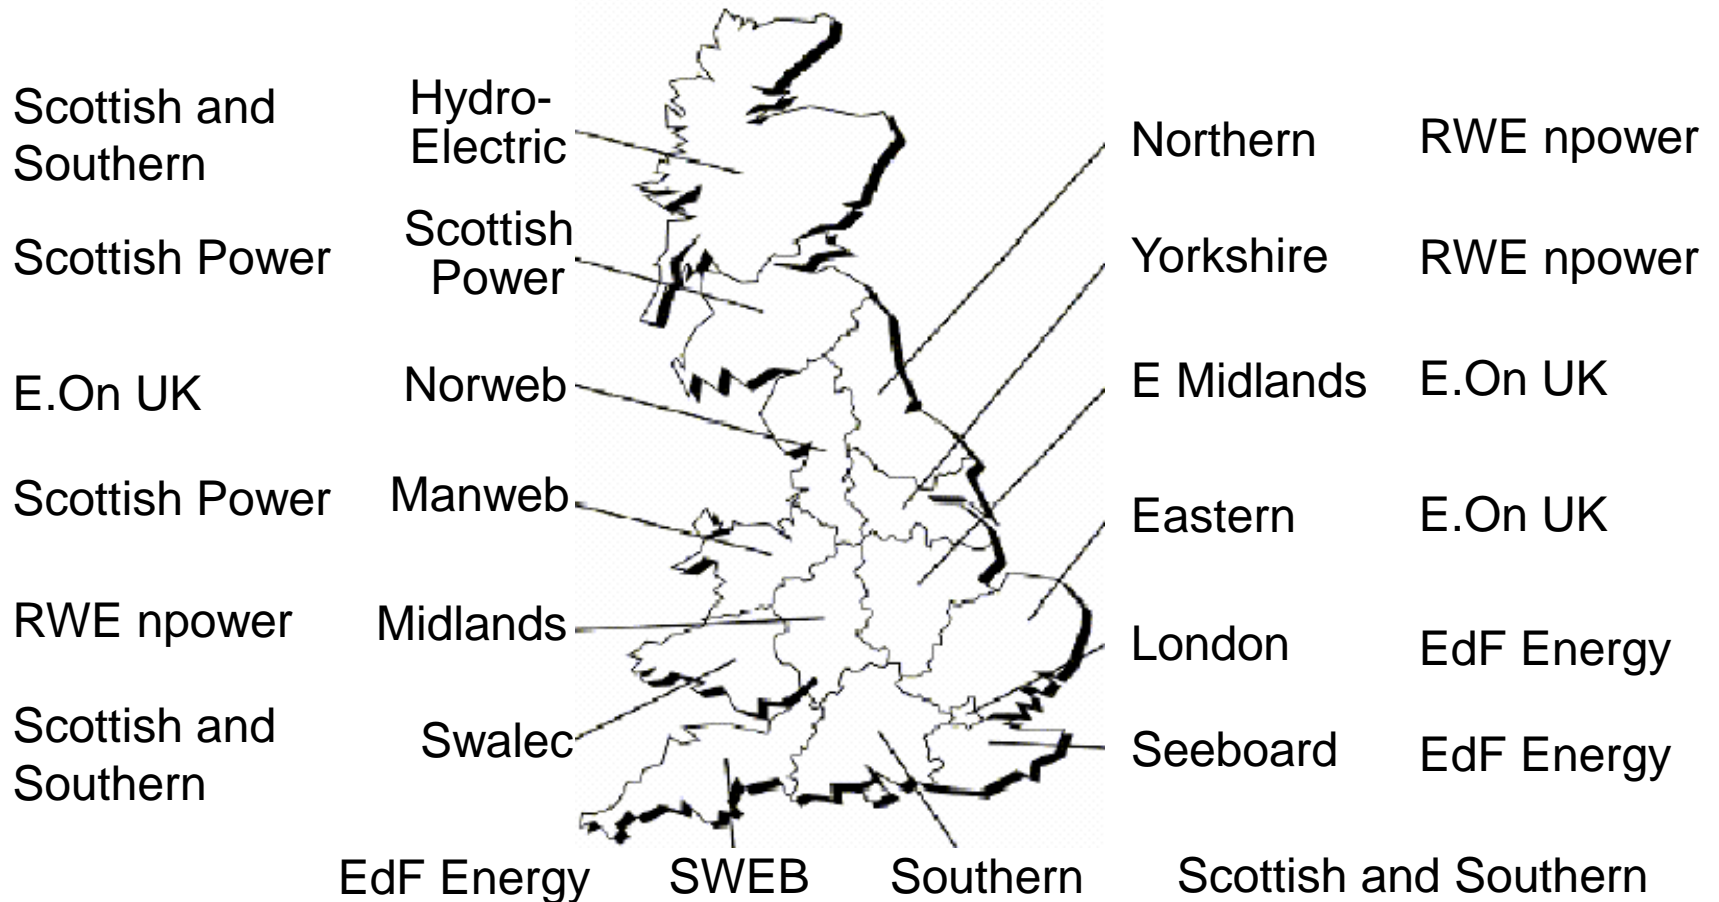 Scottish and
Southern
Hydro-
Electric
Northern
RWE npower
Scottish Power
Scottish
Power
Yorkshire
RWE npower
E.On UK
Norweb
E Midlands
E.On UK
Scottish Power
Manweb
Eastern
E.On UK
RWE npower
Midlands
London
EdF Energy
Scottish and
Southern
Swalec
Seeboard
EdF Energy
EdF Energy
SWEB
Southern
Scottish and Southern